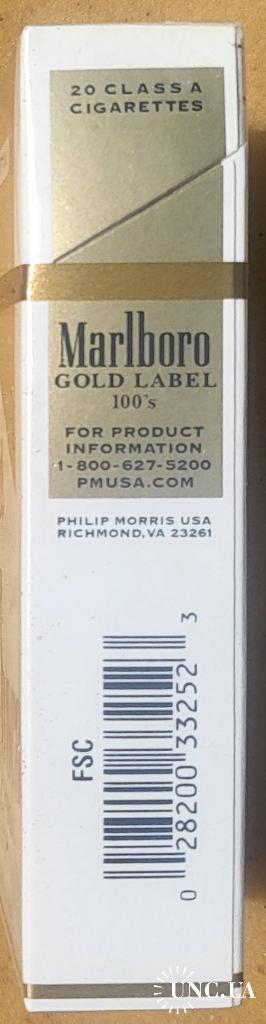 20 CLASS A
CIGARETTES
Marlboro
GOLD LABEL
100's
FOR PRODUCT
INFORMATION
1-800-627-5200
PMUSA.COM
PHILIP MORRIS USA
RICHMOND, VA 23261
FSC
0 28200 33252 3
UNC.UA